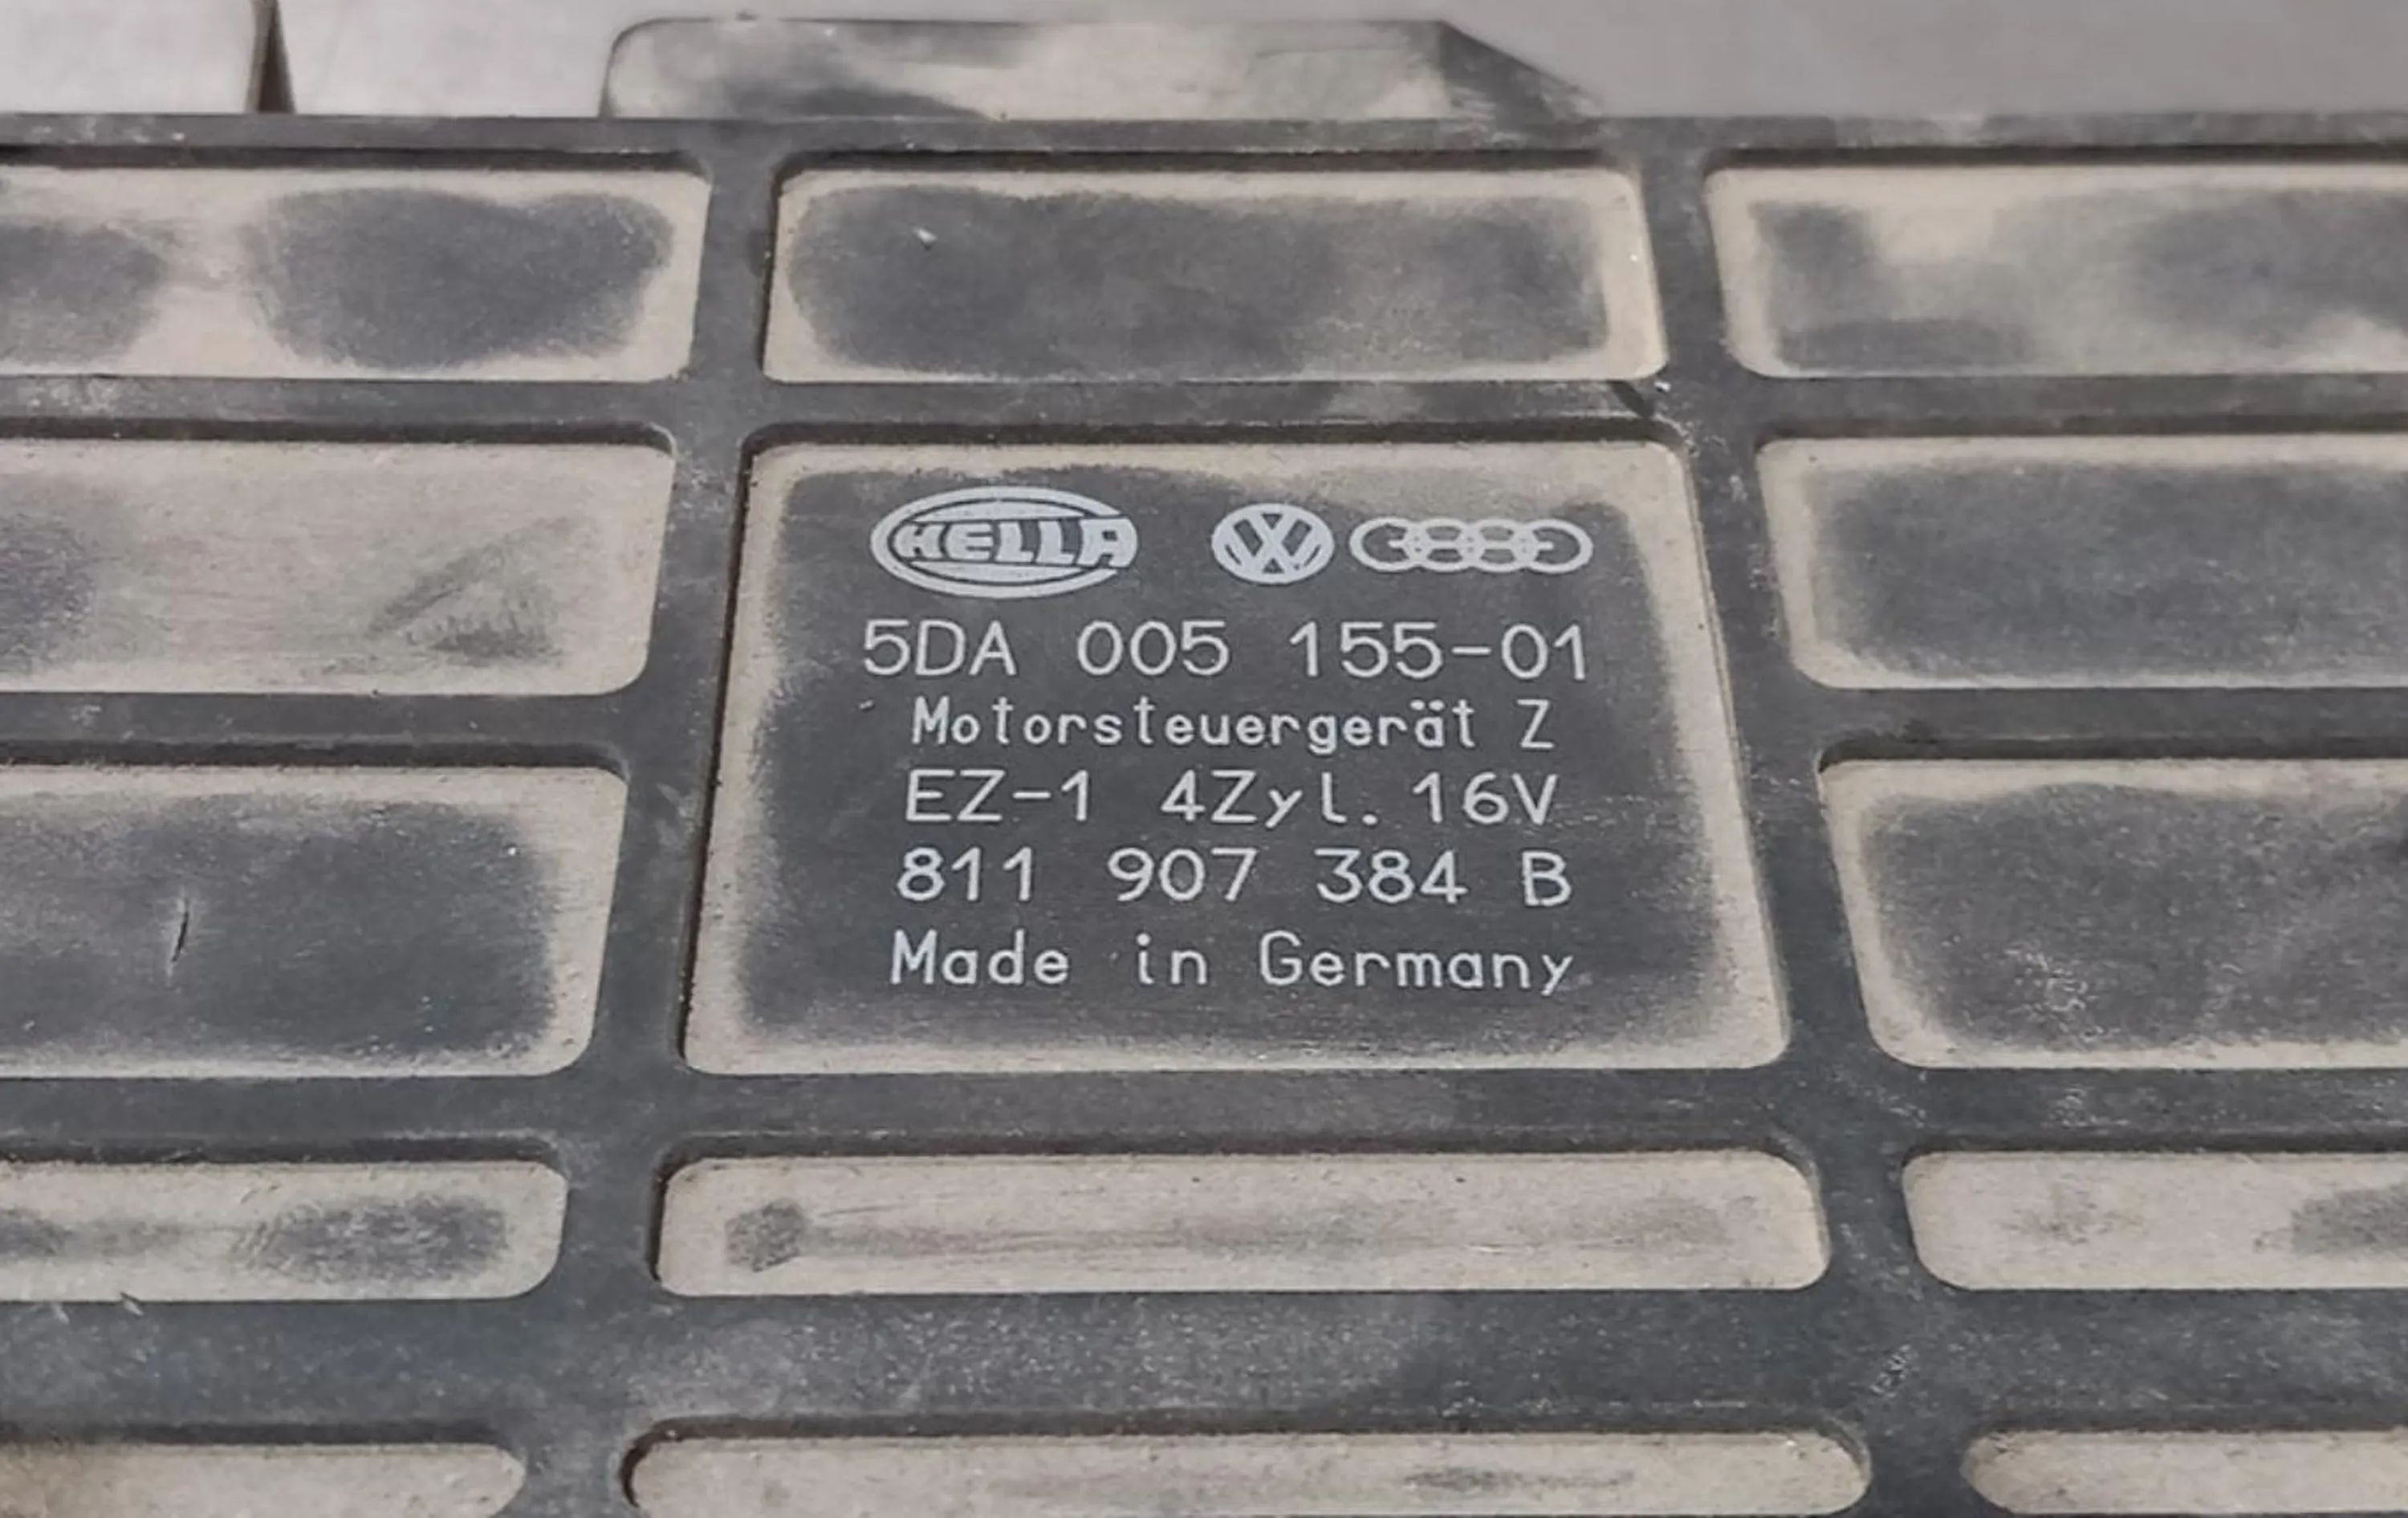 HELLA
5DA 005 155-01
Motorsteuergerät Z
EZ-1 4Zyl. 16V
811 907 384 B
Made in Germany